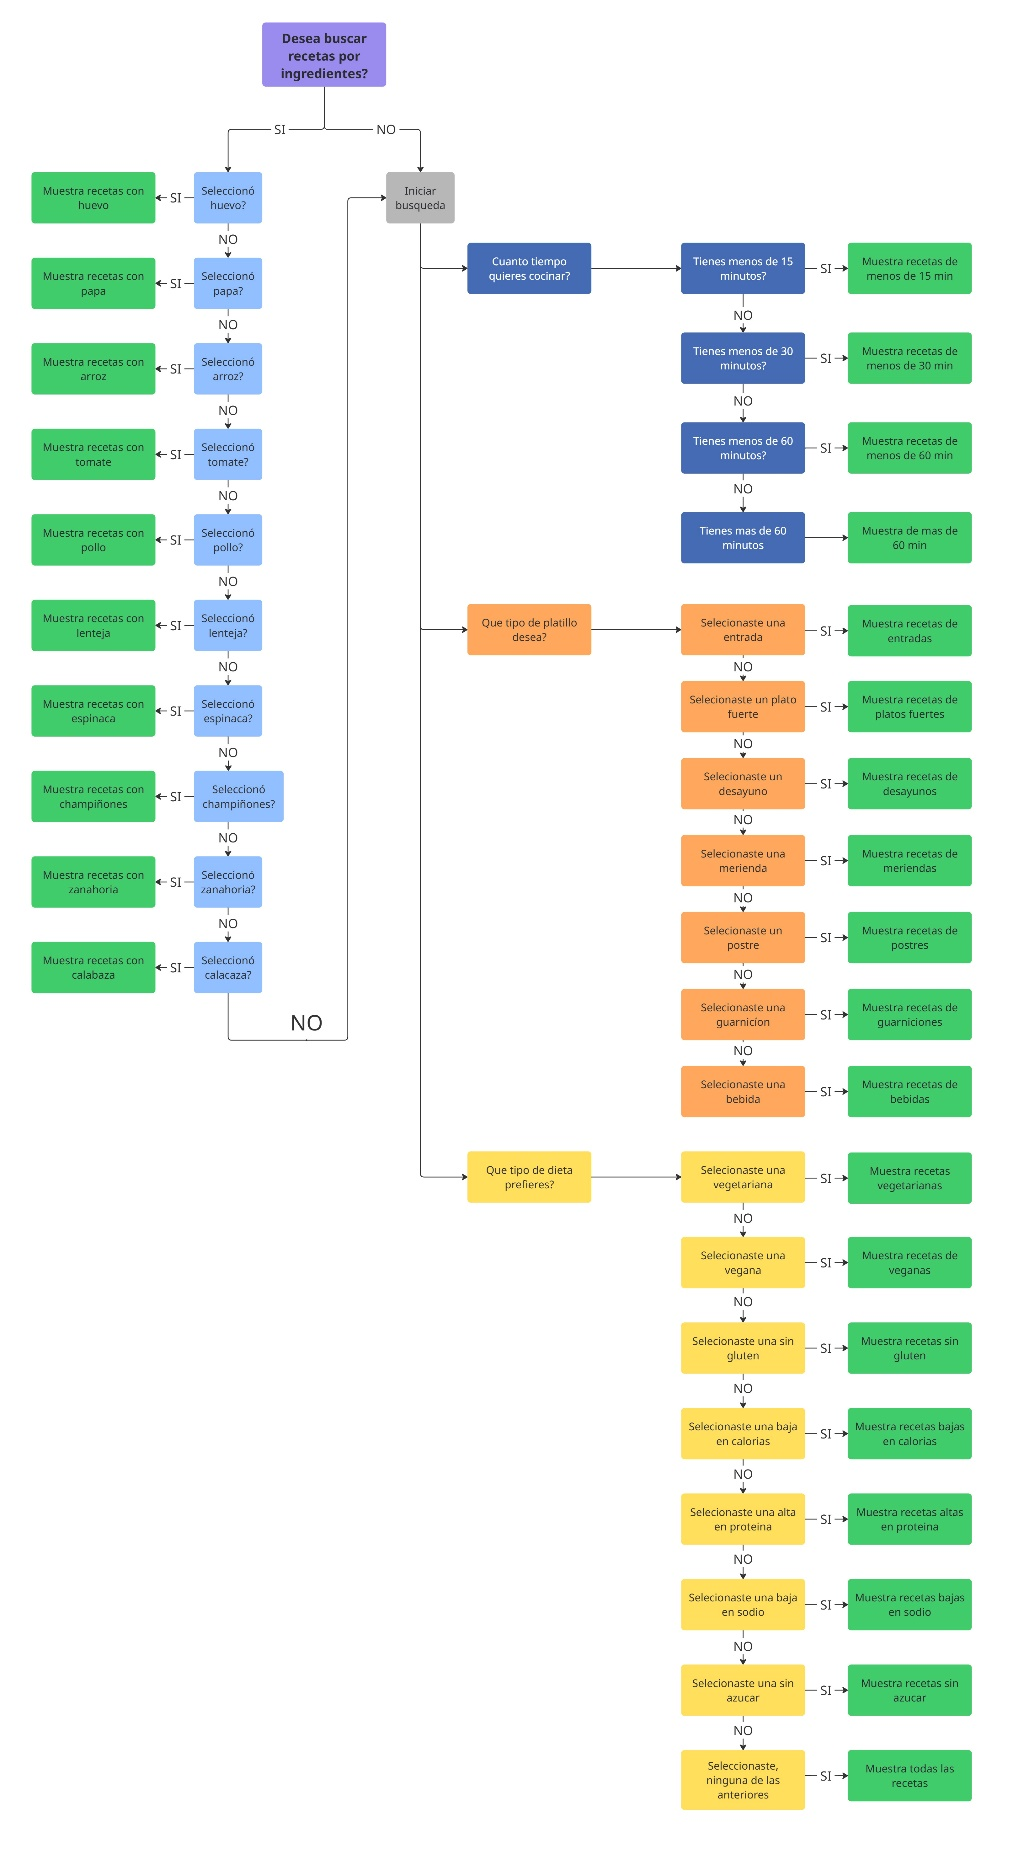 Desea buscar
recetas por
ingredientes?
SI
NO
Muestra recetas con
huevo
SI
Seleccionó
huevo?
NO
Muestra recetas con
papa
SI
Seleccionó
papa?
NO
Muestra recetas con
arroz
SI
Seleccionó
arroz?
NO
Muestra recetas con
tomate
SI
Seleccionó
tomate?
NO
Muestra recetas con
pollo
SI
Seleccionó
pollo?
NO
Muestra recetas con
lenteja
SI
Seleccionó
lenteja?
NO
Muestra recetas con
espinaca
SI
Seleccionó
espinaca?
NO
Muestra recetas con
champiñones
SI
Seleccionó
champiñones?
NO
Muestra recetas con
zanahoria
SI
Seleccionó
zanahoria?
NO
Muestra recetas con
calabaza
SI
Seleccionó
calacaza?
NO
Iniciar
busqueda
Cuanto tiempo
quieres cocinar?
Tienes menos de 15
minutos?
SI
Muestra recetas de
menos de 15 min
NO
Tienes menos de 30
minutos?
SI
Muestra recetas de
menos de 30 min
NO
Tienes menos de 60
minutos?
SI
Muestra recetas de
menos de 60 min
NO
Tienes mas de 60
minutos
Muestra de mas de
60 min
Que tipo de platillo
desea?
Selecionaste una
entrada
SI
Muestra recetas de
entradas
NO
Selecionaste un plato
fuerte
SI
Muestra recetas de
platos fuertes
NO
Selecionaste un
desayuno
SI
Muestra recetas de
desayunos
NO
Selecionaste una
merienda
SI
Muestra recetas de
meriendas
NO
Selecionaste un
postre
SI
Muestra recetas de
postres
NO
Selecionaste una
guarnicíon
SI
Muestra recetas de
guarniciones
NO
Selecionaste una
bebida
SI
Muestra recetas de
bebidas
Que tipo de dieta
prefieres?
Selecionaste una
vegetariana
SI
Muestra recetas
vegetarianas
NO
Selecionaste una
vegana
SI
Muestra recetas de
veganas
NO
Selecionaste una sin
gluten
SI
Muestra recetas sin
gluten
NO
Selecionaste una baja
en calorias
SI
Muestra recetas bajas
en calorias
NO
Selecionaste una alta
en proteina
SI
Muestra recetas altas
en proteina
NO
Selecionaste una baja
en sodio
SI
Muestra recetas bajas
en sodio
NO
Selecionaste una sin
azucar
SI
Muestra recetas sin
azucar
NO
Seleccionaste,
ninguna de las
anteriores
SI
Muestra todas las
recetas